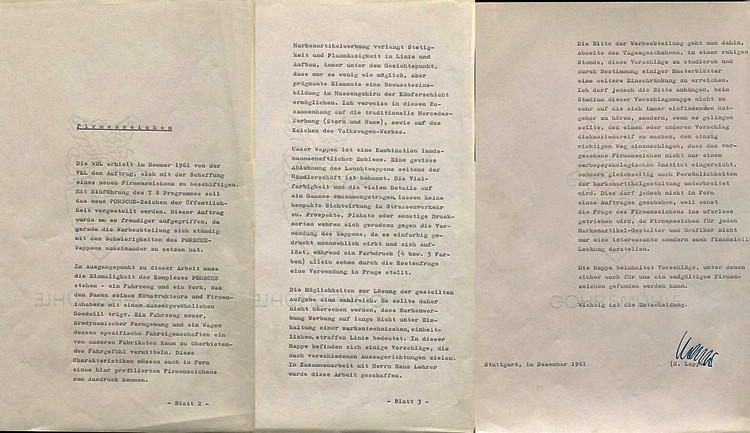 Firmenzeichen
Die WBL erhielt im Sommer 1961 von der
VKL den Auftrag, sich mit der Schaffung
eines neuen Firmenzeichens zu beschäftigen.
Mit Einführung des T 8 Programmes soll
das neue PORSCHE-Zeichen der Öffentlich-
keit vorgestellt werden. Dieser Auftrag
wurde um so freudiger aufgegriffen, da
gerade die Werbeabteilung sich ständig
mit den Schwierigkeiten des PORSCHE-
Wappens auseinander zu setzen hat.
Im Ausgangspunkt zu dieser Arbeit muss
die Einmaligkeit des Komplexes PORSCHE
stehen - ein Fahrzeug und ein Werk, das
den Namen seines Konstrukteurs und Firmen-
inhabers mit einem aussergewöhnlichen
Goodwill trägt. Ein Fahrzeug neuer,
aerodynamischer Formgebung und ein Wagen
dessen spezifische Fahreigenschaften ein
von anderen Fabrikaten kaum zu überbieten-
des Fahrgefühl vermitteln. Diese
Charakteristiken müssen auch in Form
eines hier profilierten Firmenzeichens
zum Ausdruck kommen.
- Blatt 2 -
Markenartikelwerbung verlangt Stetig-
keit und Planmässigkeit in Linie und
Aufbau, immer unter dem Gesichtspunkt,
dass nur so wenig wie möglich, aber
prägnante Elemente eine Bewusstseins-
bildung im Massengehirn der Käuferschicht
ermöglichen. Ich verweise in diesem Zu-
sammenhang auf die traditionelle Mercedes-
Werbung (Stern und Name), sowie auf das
Zeichen des Volkswagen-Werkes.
Unser Wappen ist eine Kombination lands-
mannschaftlicher Embleme. Eine gewisse
Ablehnung des Leuchtwappens seitens der
Händlerschaft ist bekannt. Die Viel-
farbigkeit und die vielen Details auf
ein Ganzes zusammengetragen, lassen keine
kompakte Sichtwirkung im Strassenverkehr
zu. Prospekte, Plakate oder sonstige Druck-
sorten wehren sich geradezu gegen die Ver-
wendung des Wappens, da es einfarbig ge-
druckt unansehnlich wirkt und sich auf-
löst, während ein Farbdruck (4 bzw. 5 Far-
ben) allein schon durch die Kostenfrage
eine Verwendung in Frage stellt.
Die Möglichkeiten zur Lösung der gestellten
Aufgabe sind zahlreich. Es sollte daher
nicht übersehen werden, dass Markenwer-
bung Werbung auf lange Sicht unter Ein-
haltung einer markentechnischen, einheit-
lichen, straffen Linie bedeutet. In dieser
Mappe befinden sich einige Vorschläge, die
nach verschiedenen Aussagerichtungen zielen.
In Zusammenarbeit mit Herrn Hans Lohrer
wurde diese Arbeit geschaffen.
- Blatt 3 -
Die Bitte der Werbeabteilung geht nun dahin,
abseits des Tagesgeschehens, in einer ruhigen
Stunde, diese Vorschläge zu studieren und
durch Bestimmung einiger Musterblätter
eine weitere Einschränkung zu erreichen.
Ich darf jedoch die Bitte anhängen, beim
Studium dieser Vorschlagsmappe nicht zu
sehr auf die sich immer einfindenden Rat-
geber zu hören, sondern, wenn es gelingen
sollte, den einen oder anderen Vorschlag
diskussionsreif zu machen, den einzig
richtigen Weg einzuschlagen, dass das vor-
gesehene Firmenzeichen nicht nur einem
werbepsychologischen Institut eingereicht,
sondern gleichzeitig auch Persönlichkeiten
der Markenartikelgestaltung unterbreitet
wird. Dies darf jedoch nicht in Form
eines Auftrages geschehen, weil sonst
die Frage des Firmenzeichens ins uferlose
getrieben wird, da Firmenzeichen für jeden
Markenartikel-Gestalter und Grafiker nicht
nur eine interessante sondern auch finanzielle
Lockung darstellen.
Die Mappe beinhaltet Vorschläge, unter denen
sicher auch für uns ein endgültiges Firmen-
zeichen gefunden werden kann.
Wichtig ist die Entscheidung.
Stuttgart, im Dezember 1961